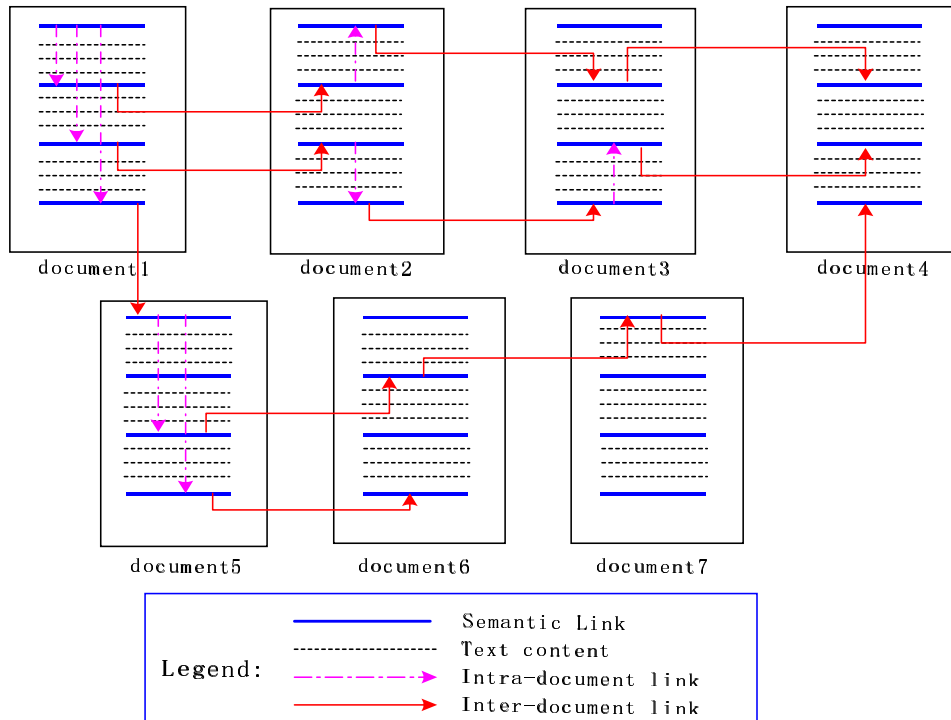 document1
document2
document3
document4
document5
document6
document7
Legend:
Semantic Link
Text content
Intra-document link
Inter-document link